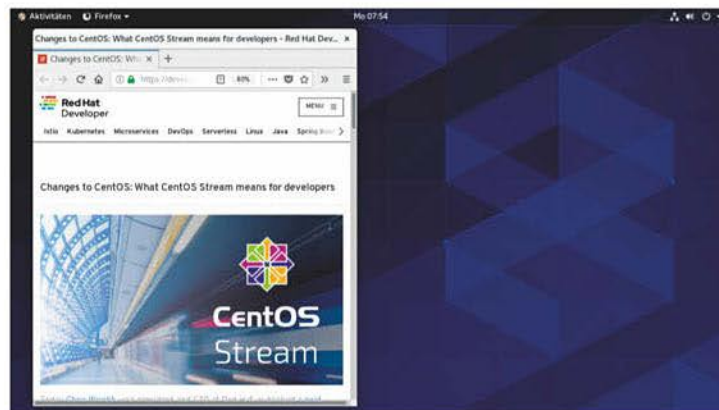 Aktivitäten Firefox Mo 07:54
Changes to CentOS: What CentOS Stream means for developers - Red Hat Dev...
Changes to CentOS: Wh
80%
Red Hat
Developer
MENU
Istio Kubernetes Microservices DevOps Serverless Linux Java Spring
Changes to CentOS: What CentOS Stream means for developers
CentOS
Stream